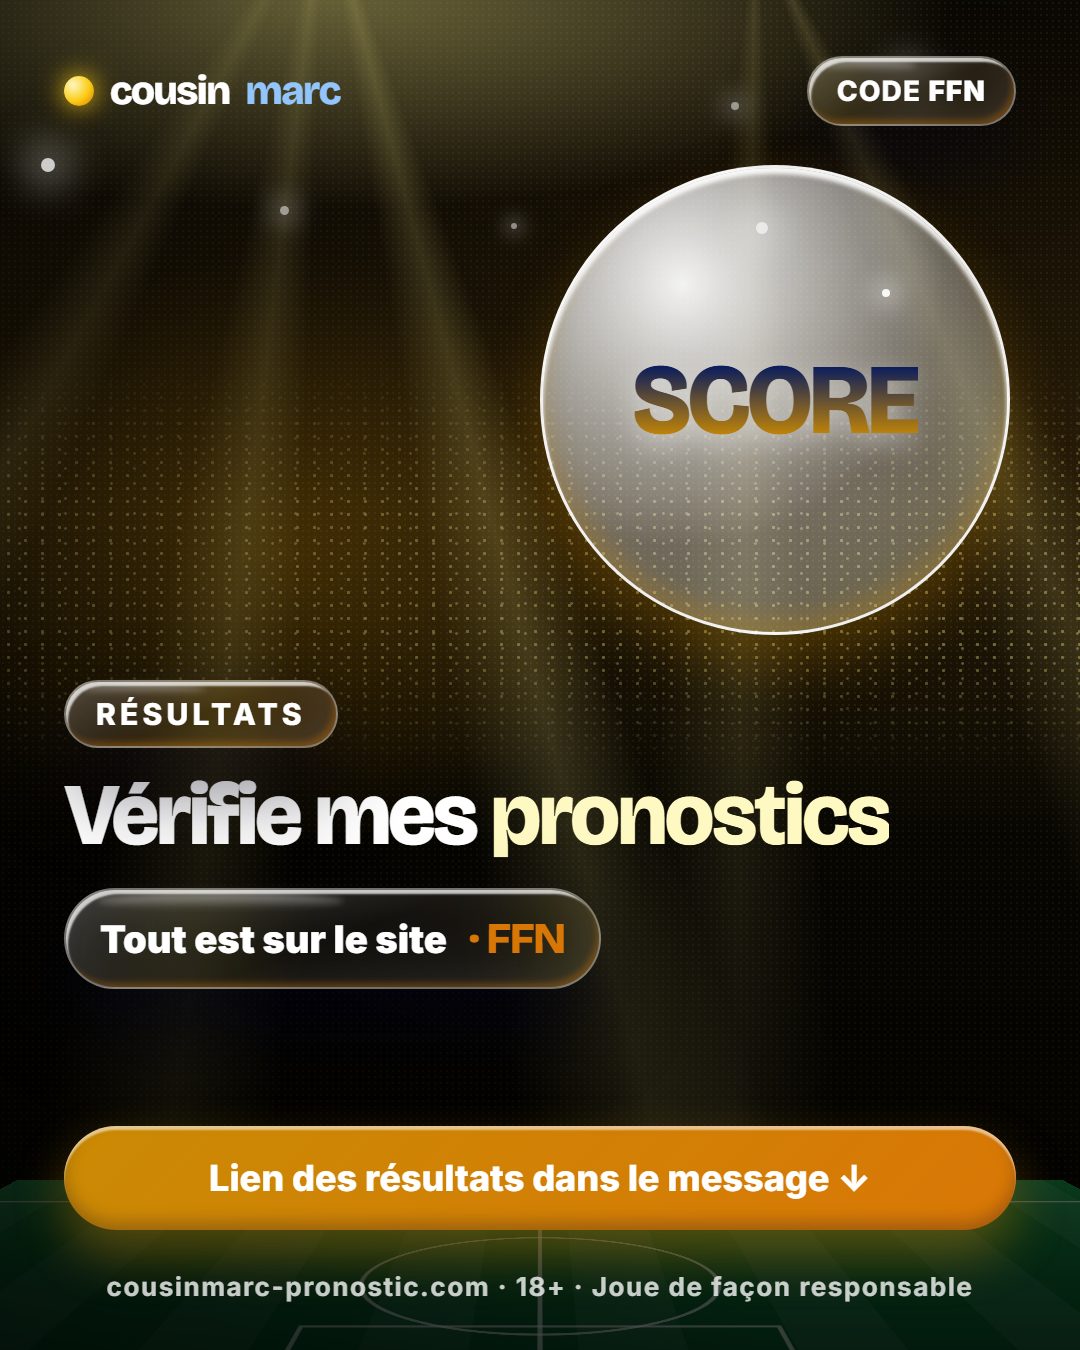 cousin marc
CODE FFN
SCORE
RÉSULTATS
Vérifie mes pronostics
Tout est sur le site · FFN
Lien des résultats dans le message ↓
cousinmarc-pronostic.com · 18+ · Joue de façon responsable